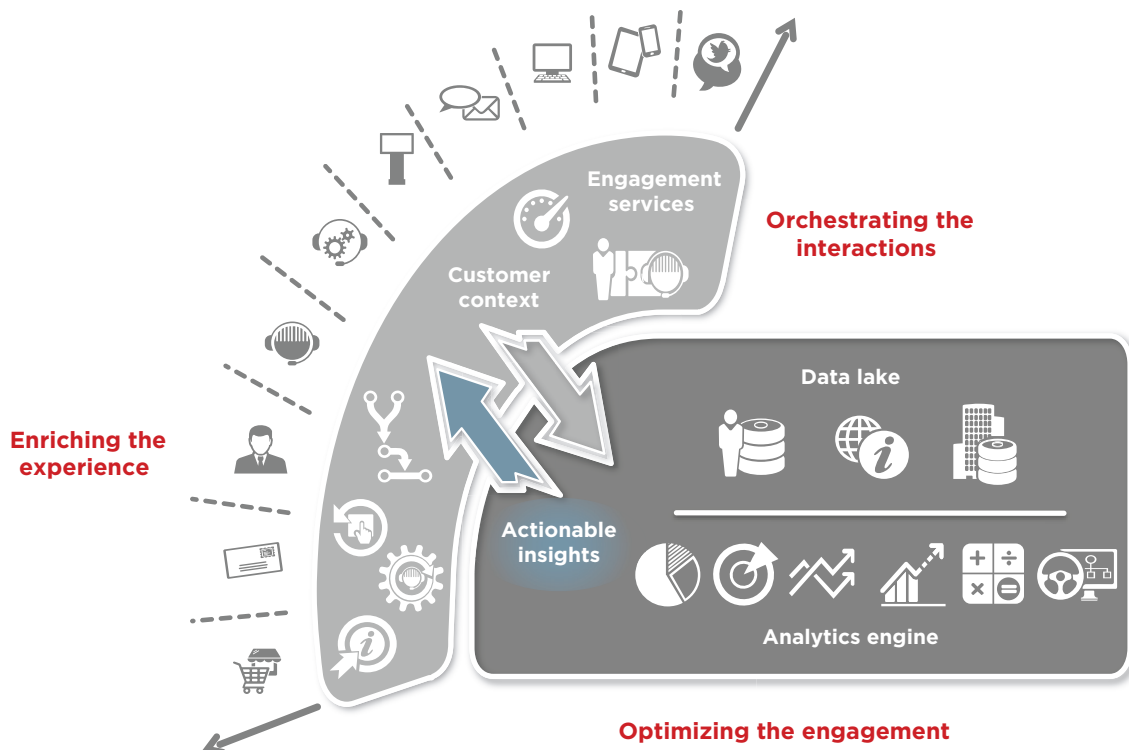 Engagement
services
Orchestrating the
interactions
Customer
context
Data lake
Enriching the
experience
Actionable
insights
Analytics engine
Optimizing the engagement